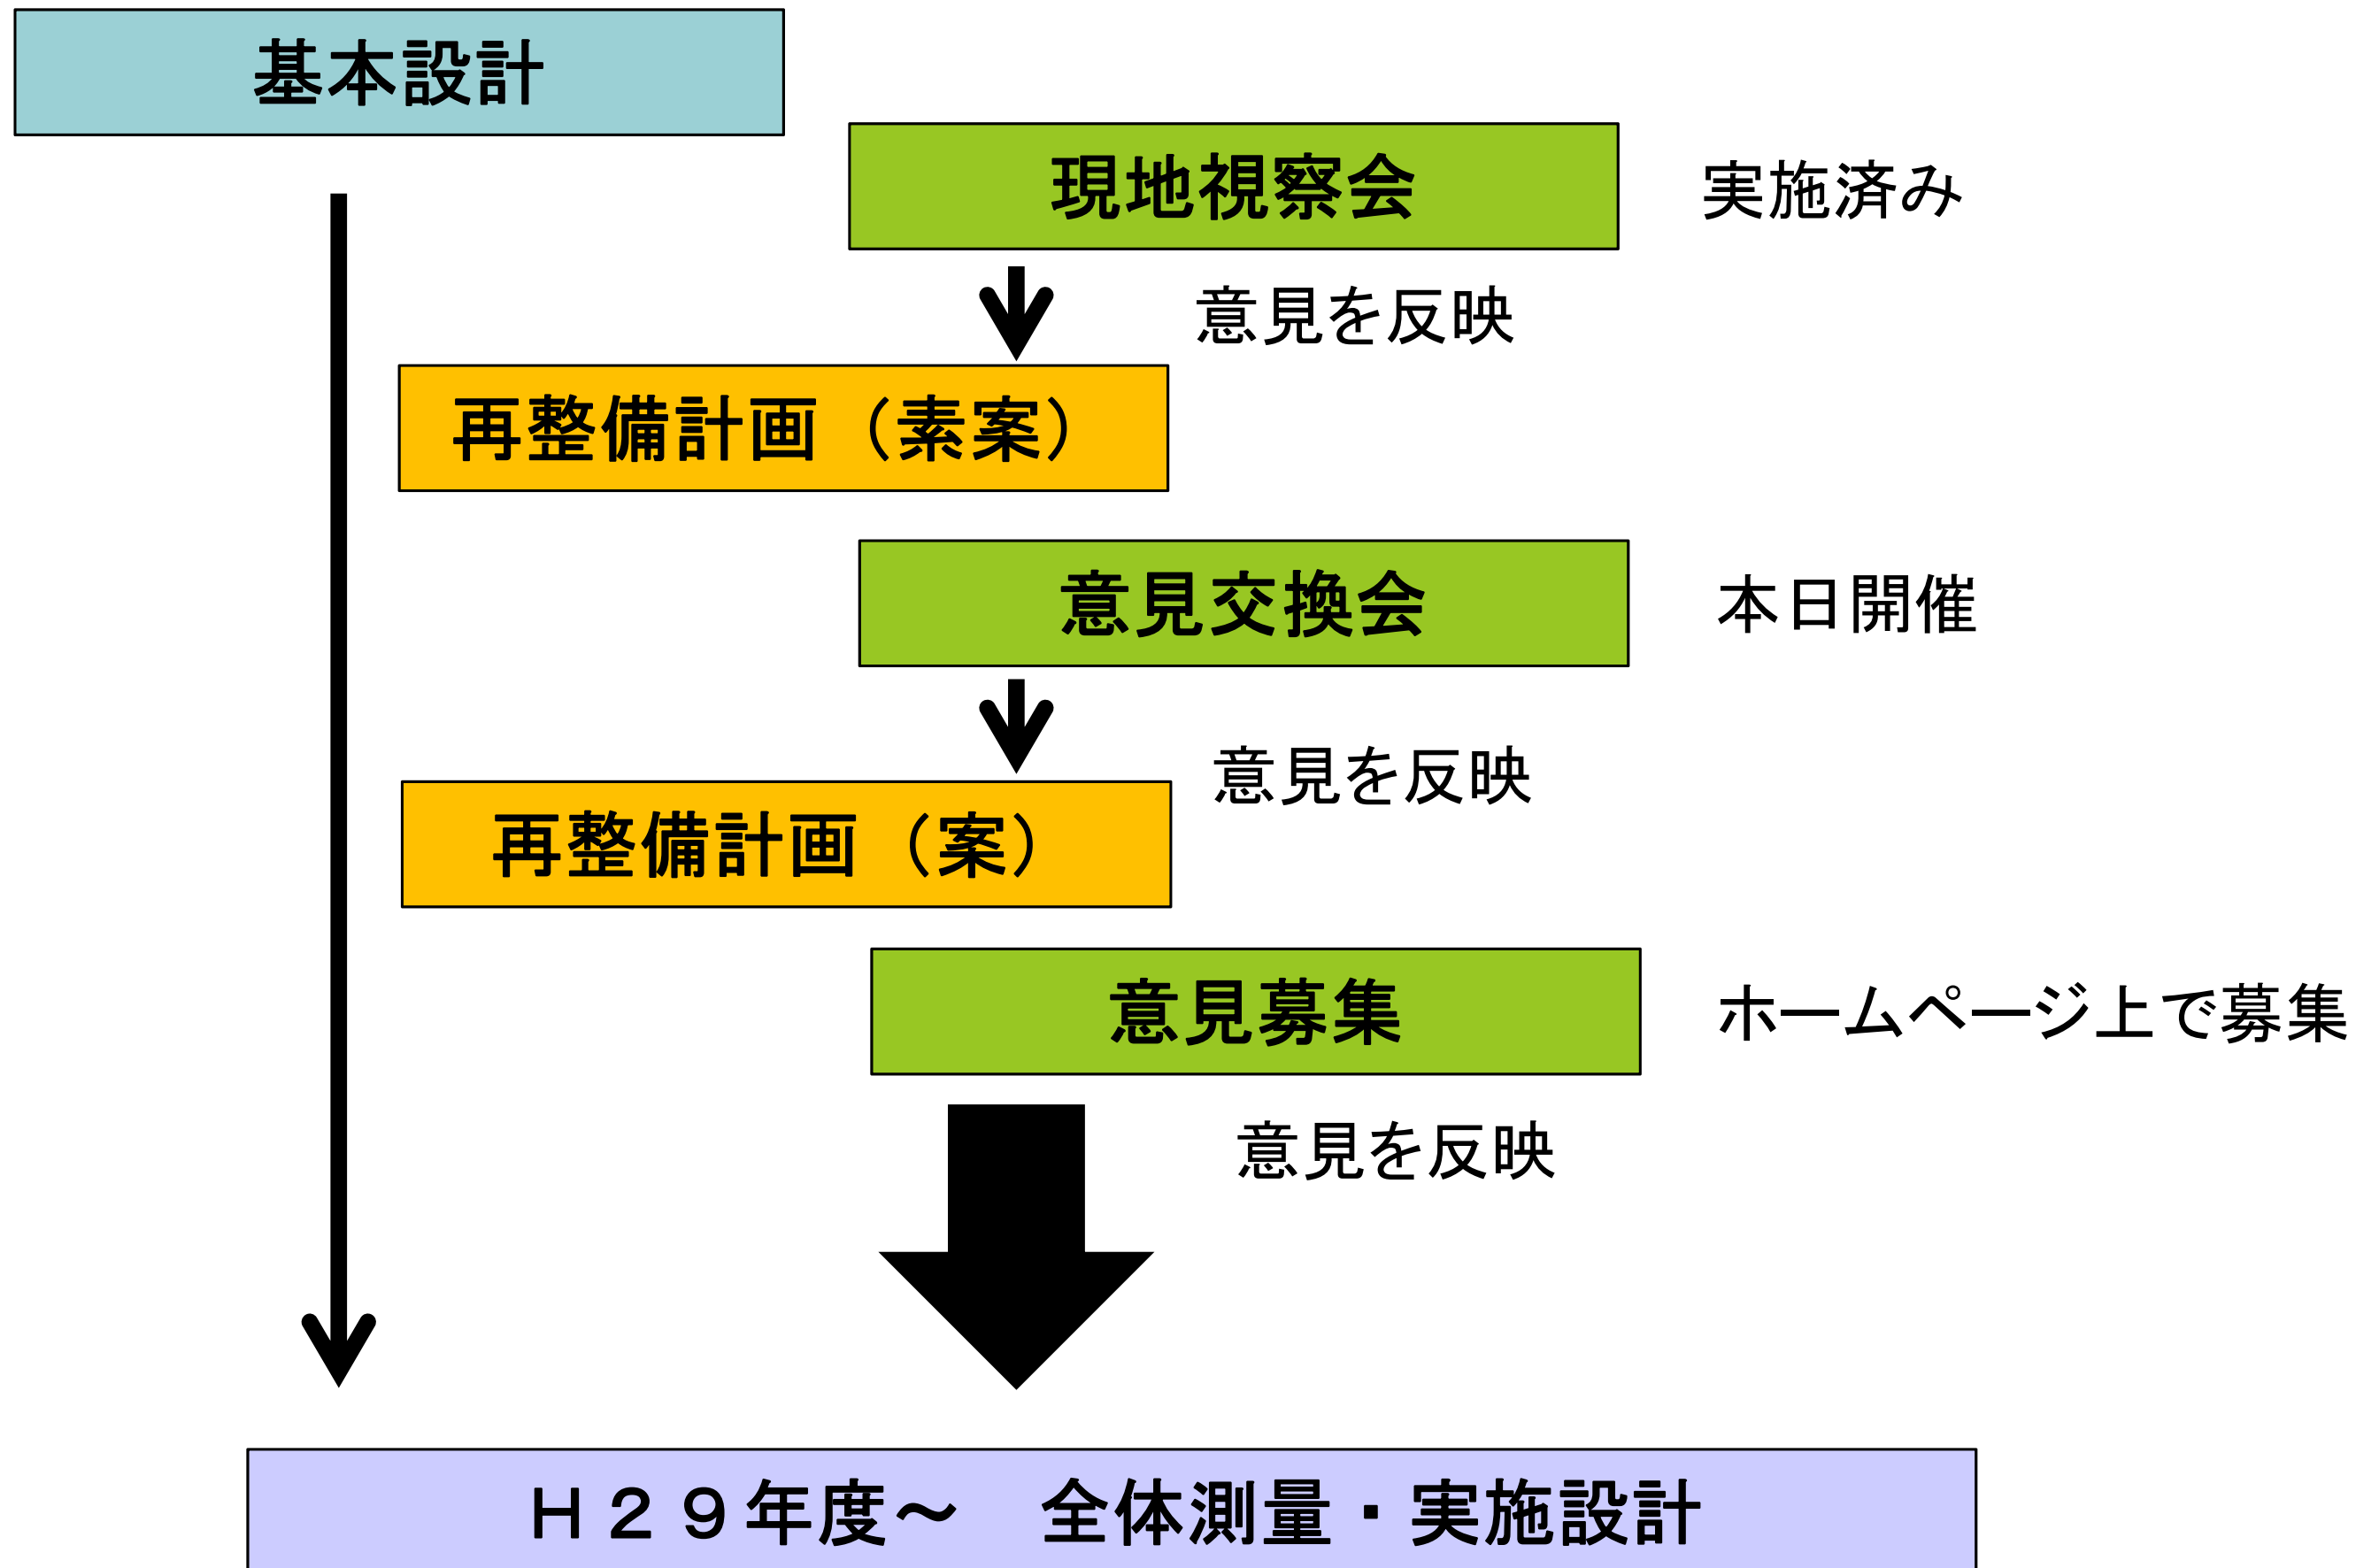 基本設計
現地視察会
実施済み
意見を反映
再整備計画（素案）
意見交換会
本日開催
意見を反映
再整備計画（案）
意見募集
ホームページ上で募集
意見を反映
Ｈ２９年度～　　全体測量・実施設計